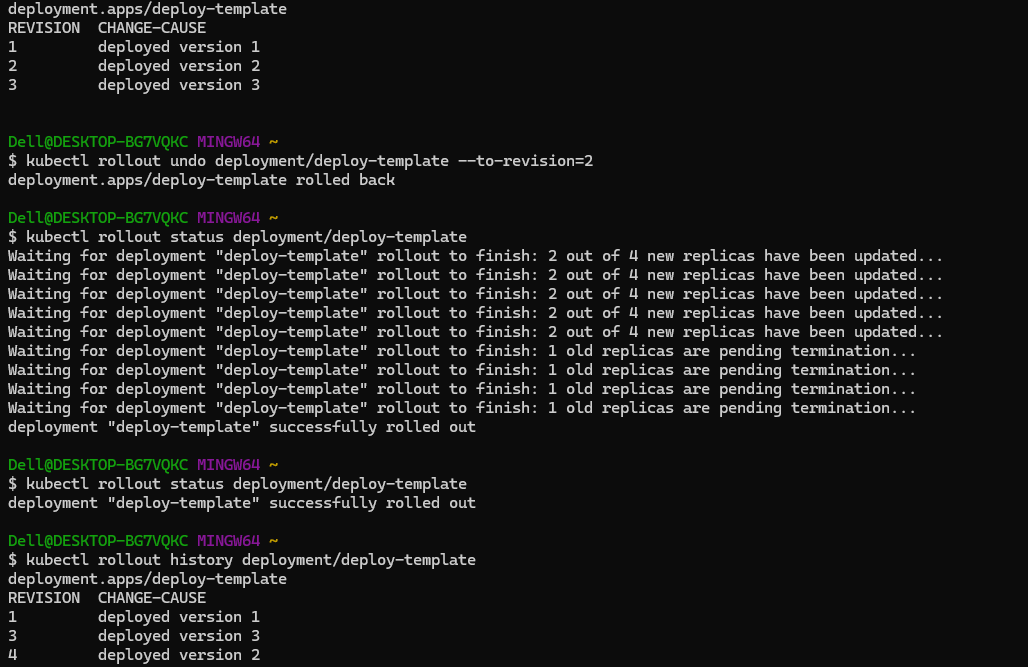 deployment.apps/deploy-template
REVISION  CHANGE-CAUSE
1         deployed version 1
2         deployed version 2
3         deployed version 3
Dell@DESKTOP-BG7VQKC MINGW64 ~
$ kubectl rollout undo deployment/deploy-template --to-revision=2
deployment.apps/deploy-template rolled back
Dell@DESKTOP-BG7VQKC MINGW64 ~
$ kubectl rollout status deployment/deploy-template
Waiting for deployment "deploy-template" rollout to finish: 2 out of 4 new replicas have been updated...
Waiting for deployment "deploy-template" rollout to finish: 2 out of 4 new replicas have been updated...
Waiting for deployment "deploy-template" rollout to finish: 2 out of 4 new replicas have been updated...
Waiting for deployment "deploy-template" rollout to finish: 2 out of 4 new replicas have been updated...
Waiting for deployment "deploy-template" rollout to finish: 2 out of 4 new replicas have been updated...
Waiting for deployment "deploy-template" rollout to finish: 1 old replicas are pending termination...
Waiting for deployment "deploy-template" rollout to finish: 1 old replicas are pending termination...
Waiting for deployment "deploy-template" rollout to finish: 1 old replicas are pending termination...
Waiting for deployment "deploy-template" rollout to finish: 1 old replicas are pending termination...
deployment "deploy-template" successfully rolled out
Dell@DESKTOP-BG7VQKC MINGW64 ~
$ kubectl rollout status deployment/deploy-template
deployment "deploy-template" successfully rolled out
Dell@DESKTOP-BG7VQKC MINGW64 ~
$ kubectl rollout history deployment/deploy-template
deployment.apps/deploy-template
REVISION  CHANGE-CAUSE
1         deployed version 1
3         deployed version 3
4         deployed version 2